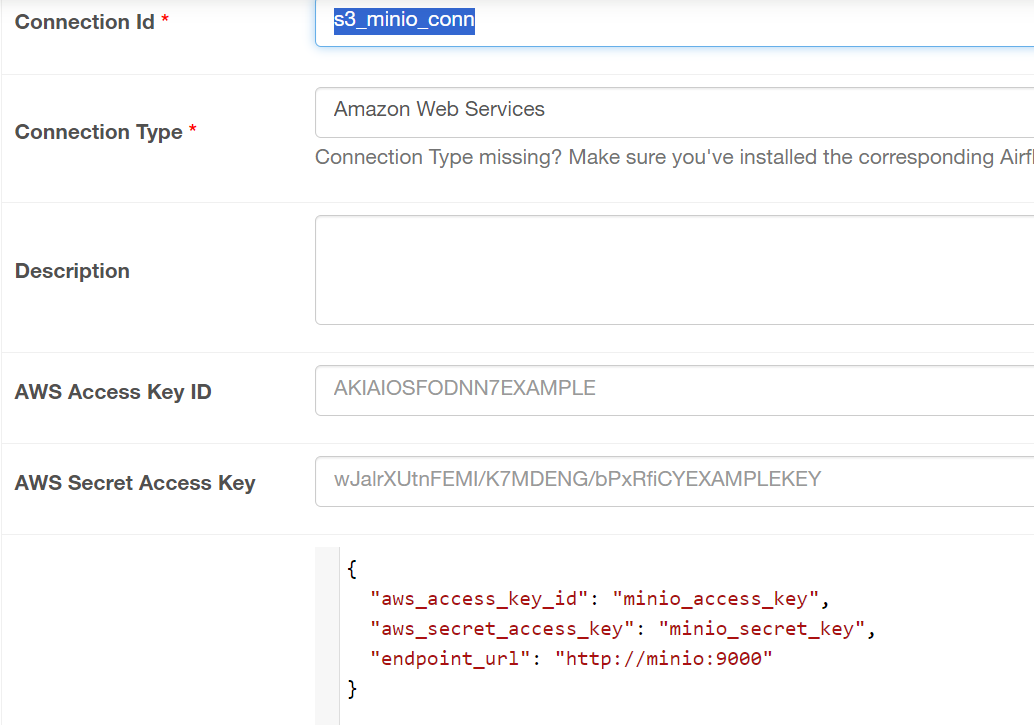 Connection Id *
s3_minio_conn
Connection Type *
Amazon Web Services
Connection Type missing? Make sure you've installed the corresponding
Description
AWS Access Key ID
AKIAIOSFODNN7EXAMPLE
AWS Secret Access Key
wJalrXUtnFEMI/K7MDENG/bPxRfiCYEXAMPLEKEY
{
"aws_access_key_id": "minio_access_key",
"aws_secret_access_key": "minio_secret_key",
"endpoint_url": "http://minio:9000"
}